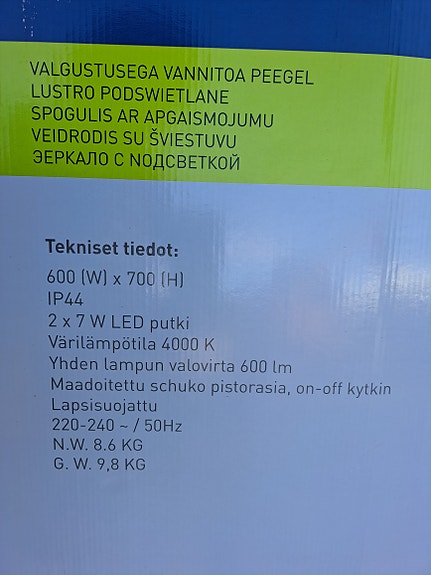 VALGUSTUSEGA VANNITOA PEEGEL
LUSTRO PODSWIETLANE
SPOGULIS AR APGAISMOJUMU
VEIDRODIS SU ŠVIESTUVU
ЗЕРКАЛО С NОДСВЕТКОЙ
Tekniset tiedot:
600 (W) x 700 (H)
IP44
2 x 7 W LED putki
Värilämpötila 4000 K
Yhden lampun valovirta 600 lm
Maadoitettu schuko pistorasia, on-off kytkin
Lapsisuojattu
220-240 ~ / 50Hz
N.W. 8.6 KG
G. W. 9,8 KG